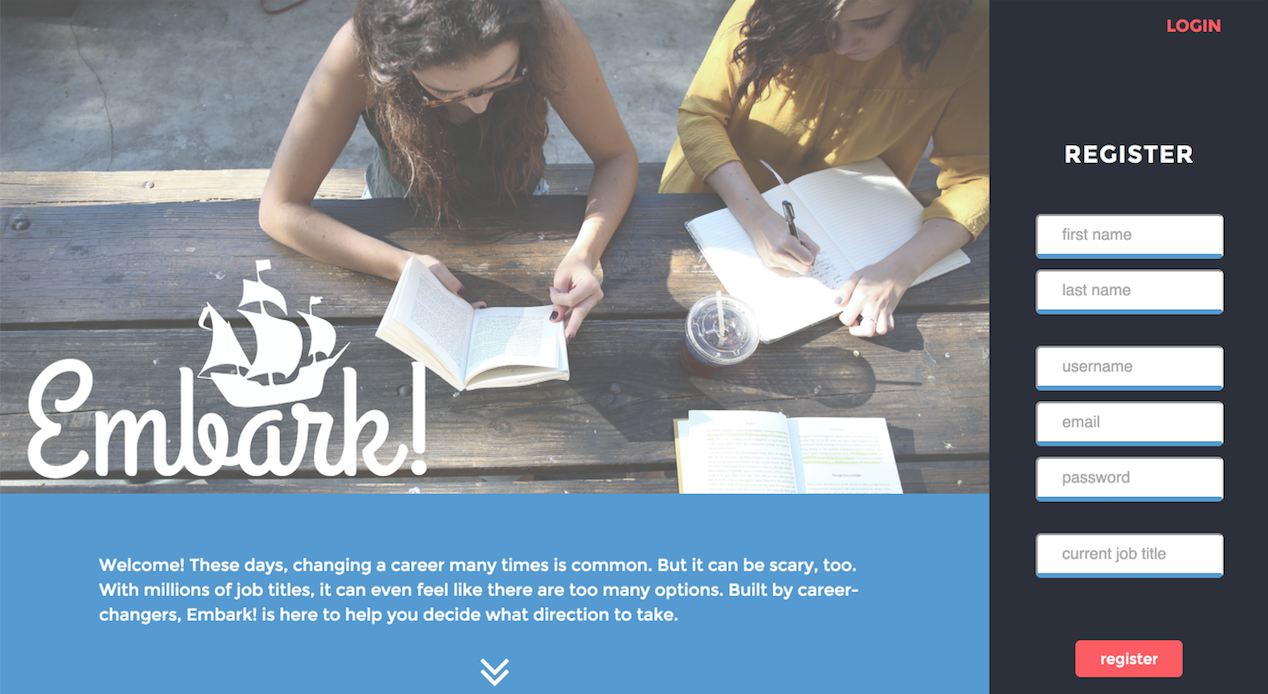 LOGIN
REGISTER
first name
last name
username
email
password
current job title
register
Embark!
Welcome! These days, changing a career many times is common. But it can be scary, too.
With millions of job titles, it can even feel like there are too many options. Built by career-
changers, Embark! is here to help you decide what direction to take.